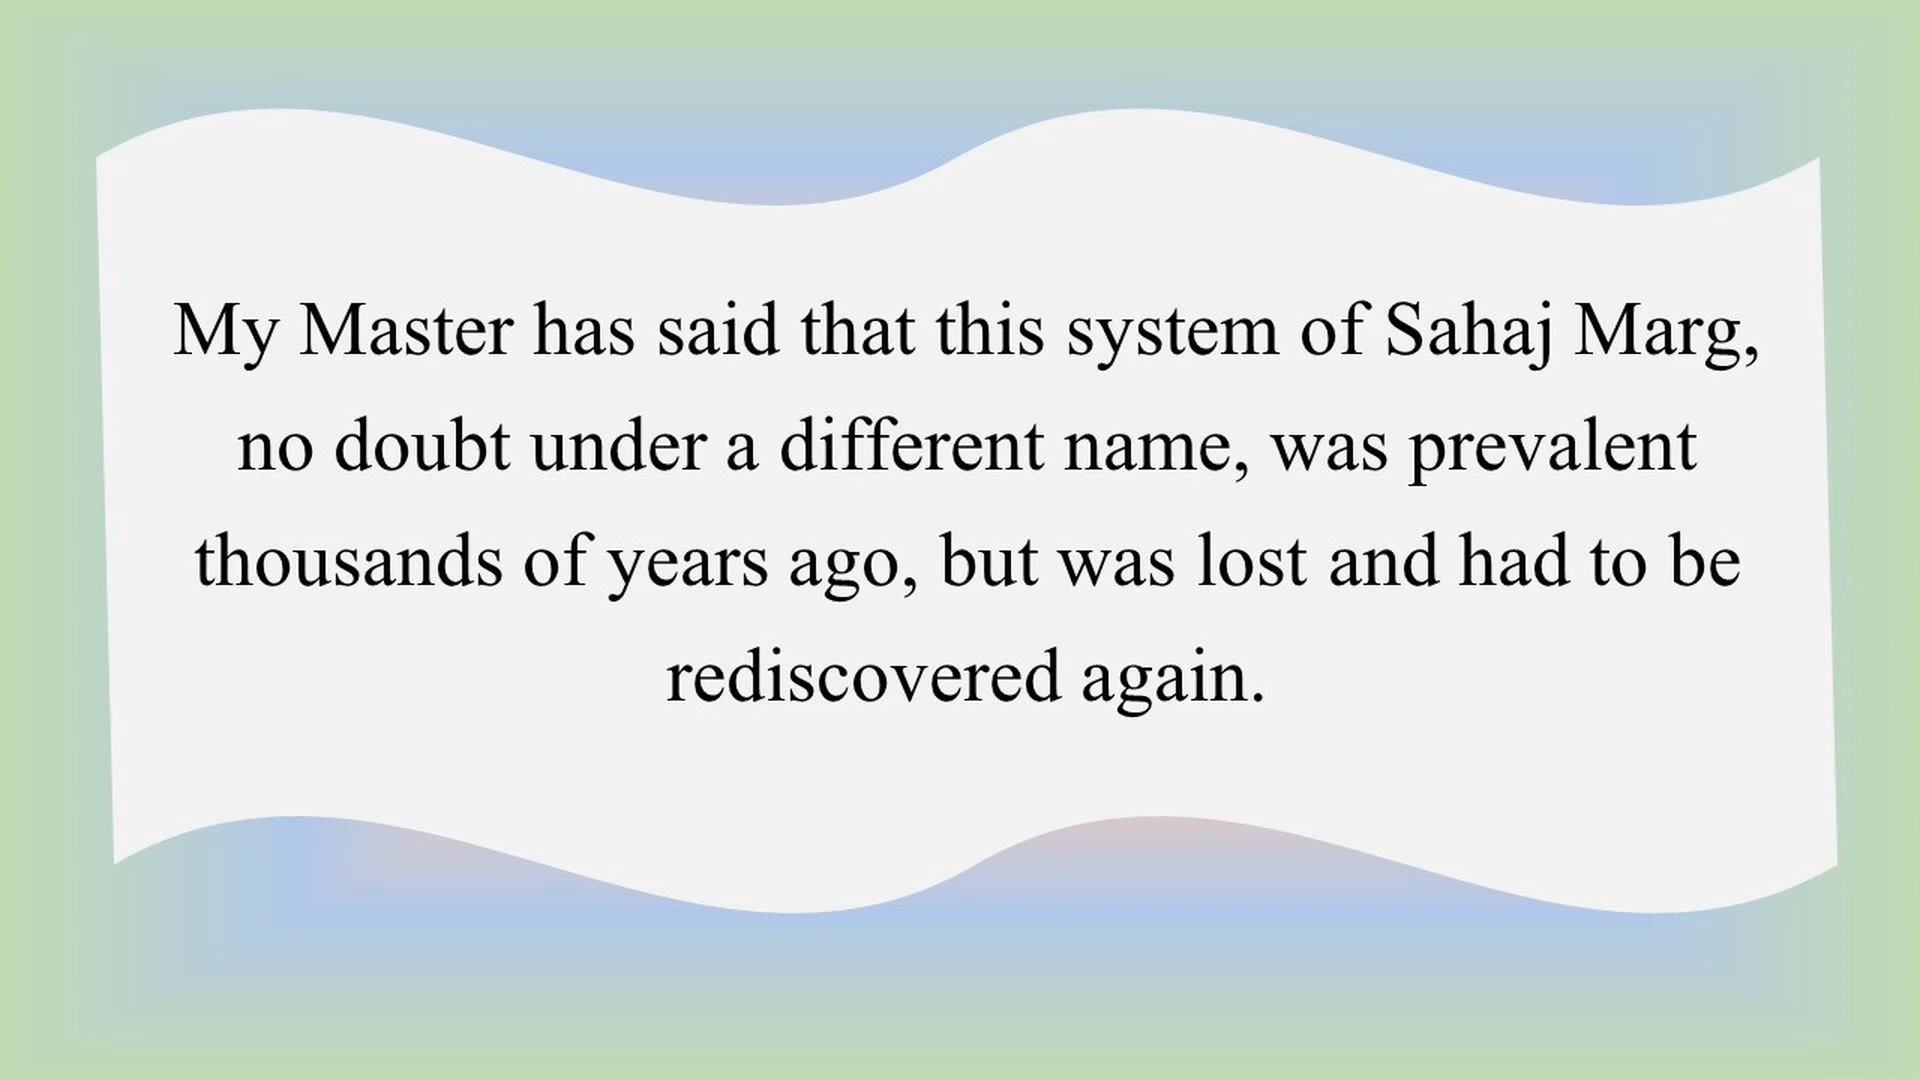 My Master has said that this system of Sahaj Marg,
no doubt under a different name, was prevalent
thousands of years ago, but was lost and had to be
rediscovered again.